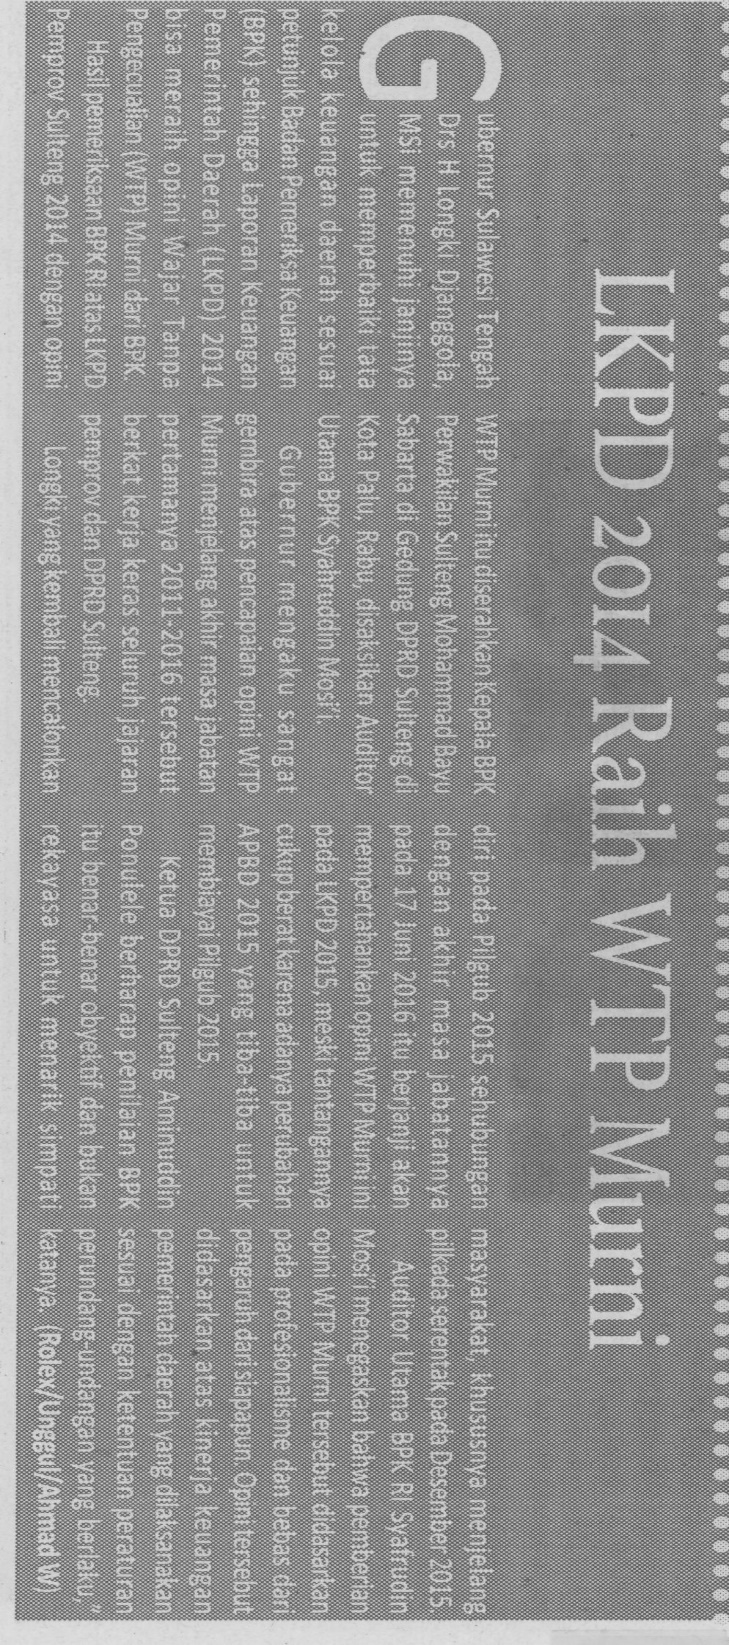 LKPD 2014 Raih WTP Murni
Gubernur Sulawesi Tengah
Drs H Longki Djanggola,
MSi memenuhi janjinya
untuk memperbaiki tata
kelola keuangan daerah sesuai
petunjuk Badan Pemeriksa Keuangan
(BPK) sehingga Laporan Keuangan
Pemerintah Daerah (LKPD) 2014
bisa meraih opini Wajar Tanpa
Pengecualian (WTP) Murni dari BPK.
Hasil pemeriksaan BPK RI atas LKPD
Pemprov Sulteng 2014 dengan opini
WTP Murni itu diserahkan Kepala BPK
Perwakilan Sulteng Mohammad Bayu
Sabarta di Gedung DPRD Sulteng di
Kota Palu, Rabu, disaksikan Auditor
Utama BPK Syahruddin Mosi'i.
Gubernur mengaku sangat
gembira atas pencapaian opini WTP
Murni menjelang akhir masa jabatan
pertamanya 2011-2016 tersebut
berkat kerja keras seluruh jajaran
pemprov dan DPRD Sulteng.
Longki yang kembali mencalonkan
diri pada Pilgub 2015 sehubungan
dengan akhir masa jabatannya
pada 17 Juni 2016 itu berjanji akan
mempertahankan opini WTP Murni ini
pada LKPD 2015, meski tantangannya
cukup berat karena adanya perubahan
APBD 2015 yang tiba-tiba untuk
membiayai Pilgub 2015.
Ketua DPRD Sulteng Aminuddin
Ponulele berharap penilaian BPK
itu benar-benar obyektif dan bukan
rekayasa untuk menarik simpati
masyarakat, khususnya menjelang
pilkada serentak pada Desember 2015.
Auditor Utama BPK RI Syafrudin
Mosi'i menegaskan bahwa pemberian
opini WTP Murni tersebut didasarkan
pada profesionalisme dan bebas dari
pengaruh dari siapapun. Opini tersebut
didasarkan atas kinerja keuangan
pemerintah daerah yang dilaksanakan
sesuai dengan ketentuan peraturan
perundang-undangan yang berlaku,"
katanya. (Rolev/Unggul/Ahmad W)